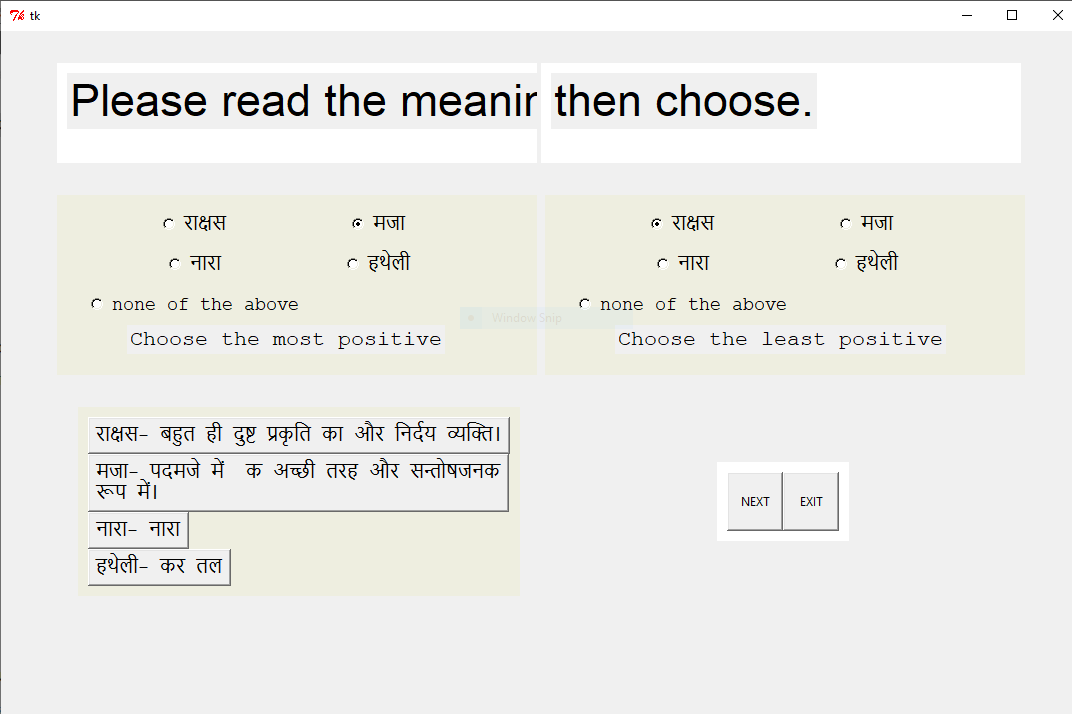 tk
Please read the meanin then choose.
राक्षस मजा
नारा हथेली
none of the above
Choose the most positive
राक्षस मजा
नारा हथेली
none of the above
Choose the least positive
Window Snip
राक्षस- बहुत ही दुष्ट प्रकृति का और निर्दय व्यक्ति।
मजा- पदमजे में क अच्छी तरह और सन्तोषजनक
रूप में।
नारा- नारा
हथेली- कर तल
NEXT EXIT